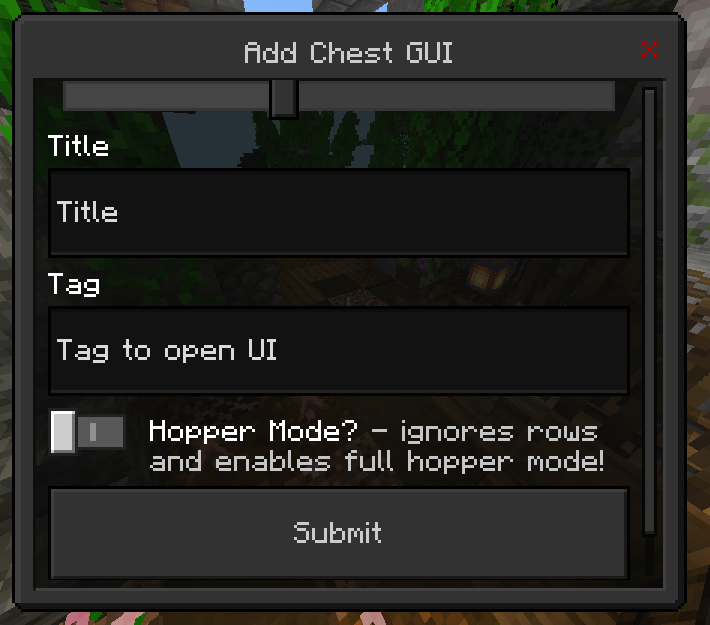 Add Chest GUI
Title
Title
Tag
Tag to open UI
Hopper Mode? - ignores rows
and enables full hopper mode!
Submit